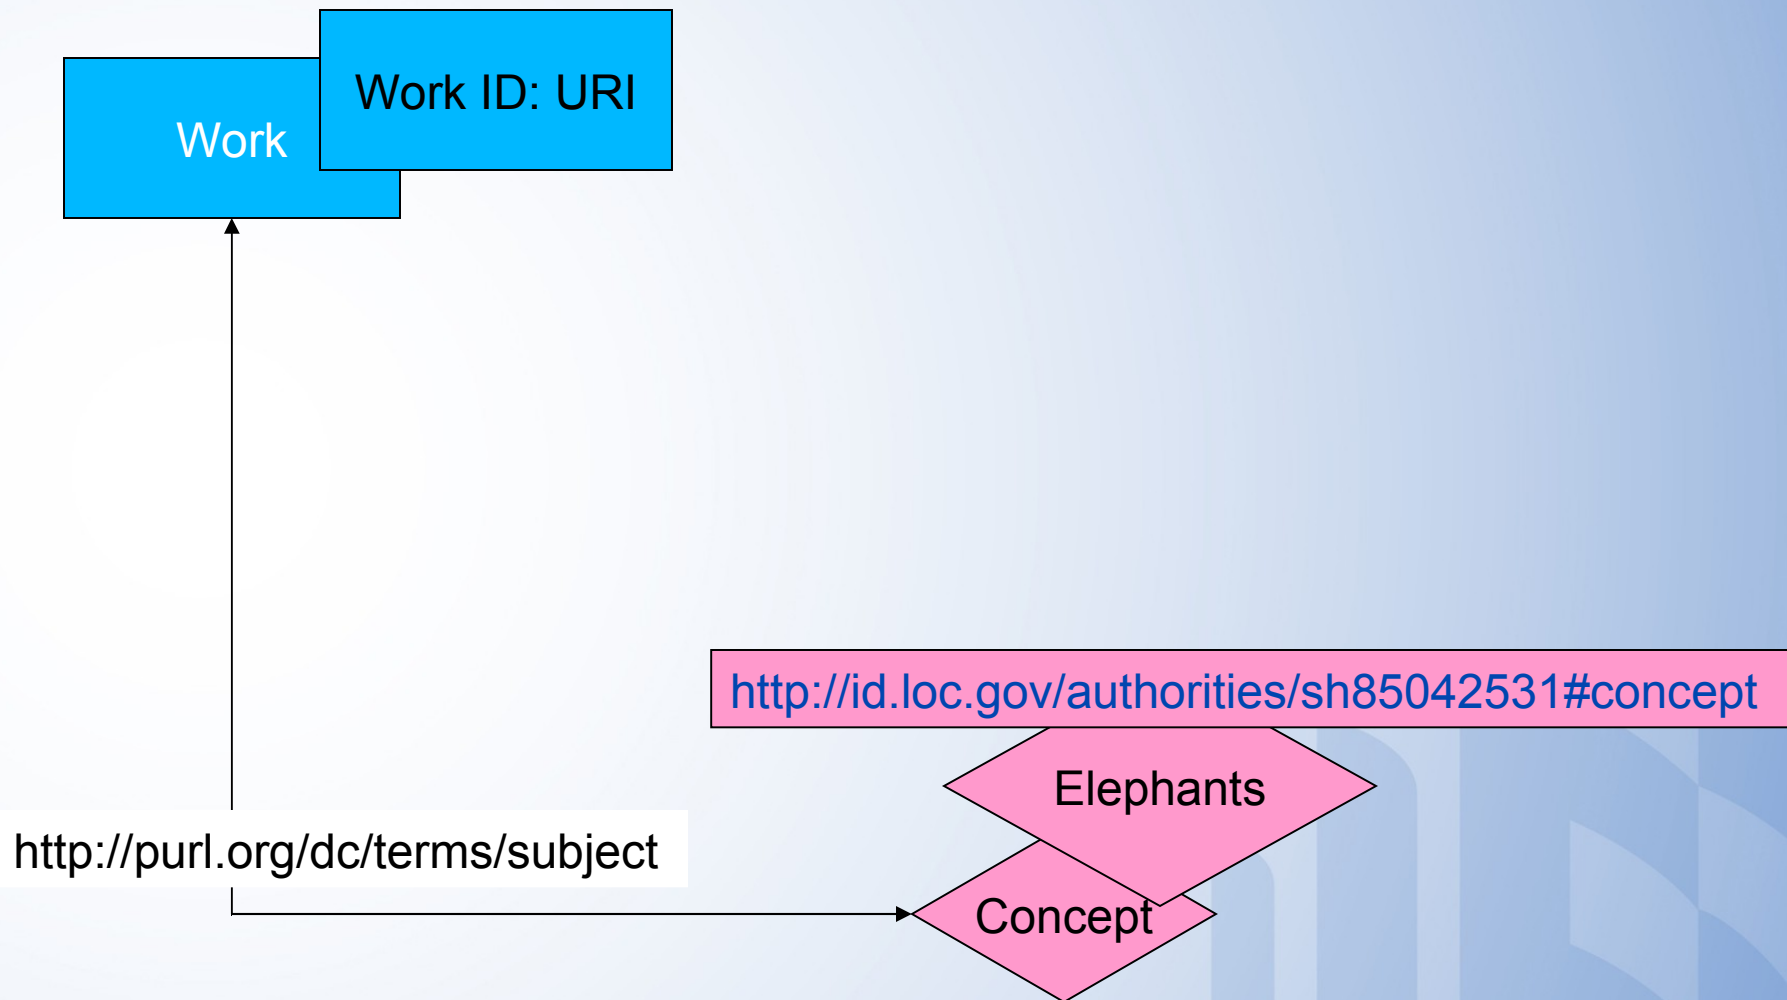 Work ID: URI
Work
http://id.loc.gov/authorities/sh85042531#concept
Elephants
http://purl.org/dc/terms/subject
Concept